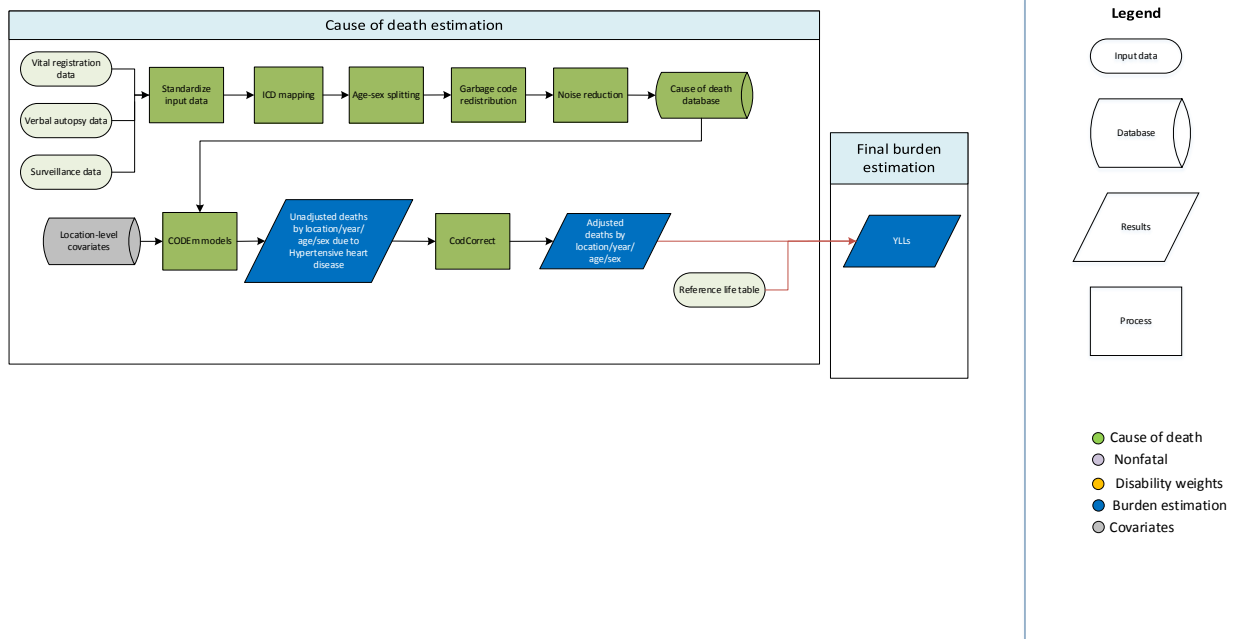 Cause of death estimation
Vital registration
data
Verbal autopsy data
Surveillance data
Standardize
input data
ICD mapping
Age-sex splitting
Garbage code
redistribution
Noise reduction
Cause of death
database
Location-level
covariates
CODEm models
Unadjusted deaths
by location/year/
age/sex due to
Hypertensive heart
disease
CodCorrect
Adjusted
deaths by
location/year/
age/sex
Reference life table
Final burden
estimation
YLLs
Legend
Input data
Database
Results
Process
Cause of death
Nonfatal
Disability weights
Burden estimation
Covariates